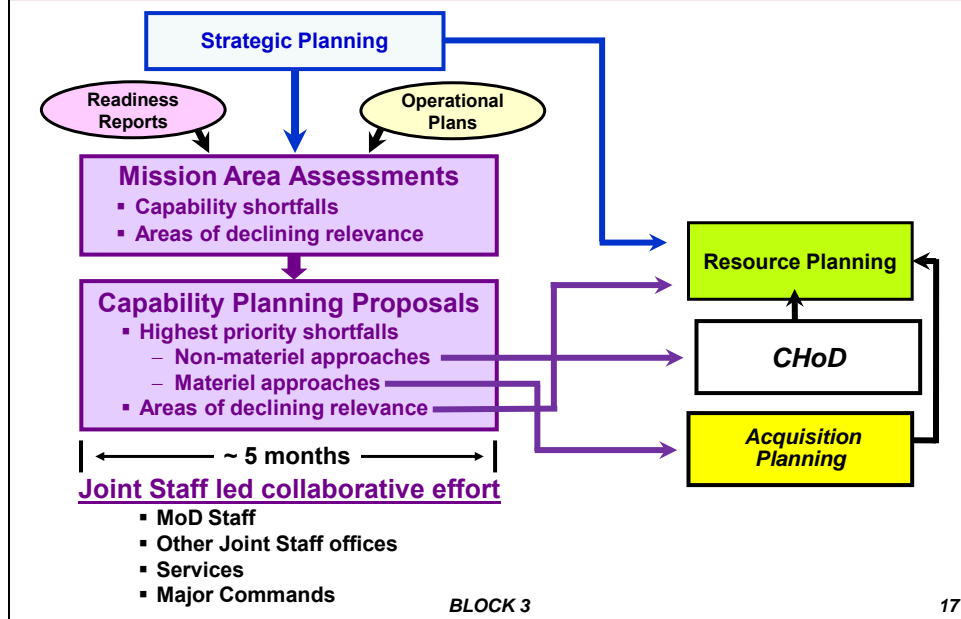 Strategic Planning
Readiness
Reports
Operational
Plans
Mission Area Assessments
▪ Capability shortfalls
▪ Areas of declining relevance
Capability Planning Proposals
▪ Highest priority shortfalls
– Non-materiel approaches
– Materiel approaches
▪ Areas of declining relevance
Resource Planning
CHoD
Acquisition
Planning
~ 5 months
Joint Staff led collaborative effort
▪ MoD Staff
▪ Other Joint Staff offices
▪ Services
▪ Major Commands
BLOCK 3
17